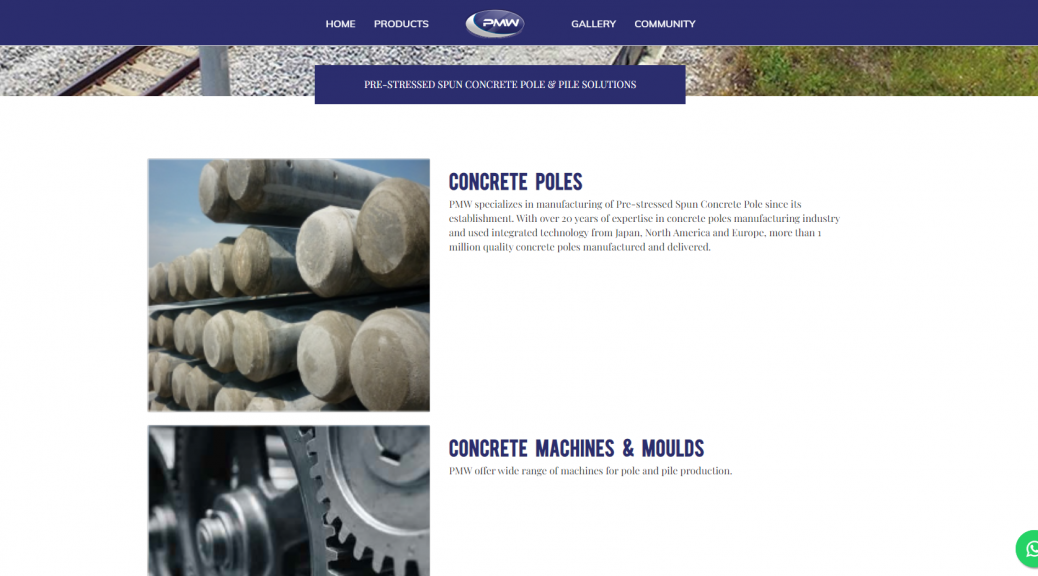 HOME PRODUCTS PMW GALLERY COMMUNITY
PRE-STRESSED SPUN CONCRETE POLE & PILE SOLUTIONS
CONCRETE POLES
PMW specializes in manufacturing of Pre-stressed Spun Concrete Pole since its
establishment. With over 20 years of expertise in concrete poles manufacturing industry
and used integrated technology from Japan, North America and Europe, more than 1
million quality concrete poles manufactured and delivered.
CONCRETE MACHINES & MOULDS
PMW offer wide range of machines for pole and pile production.